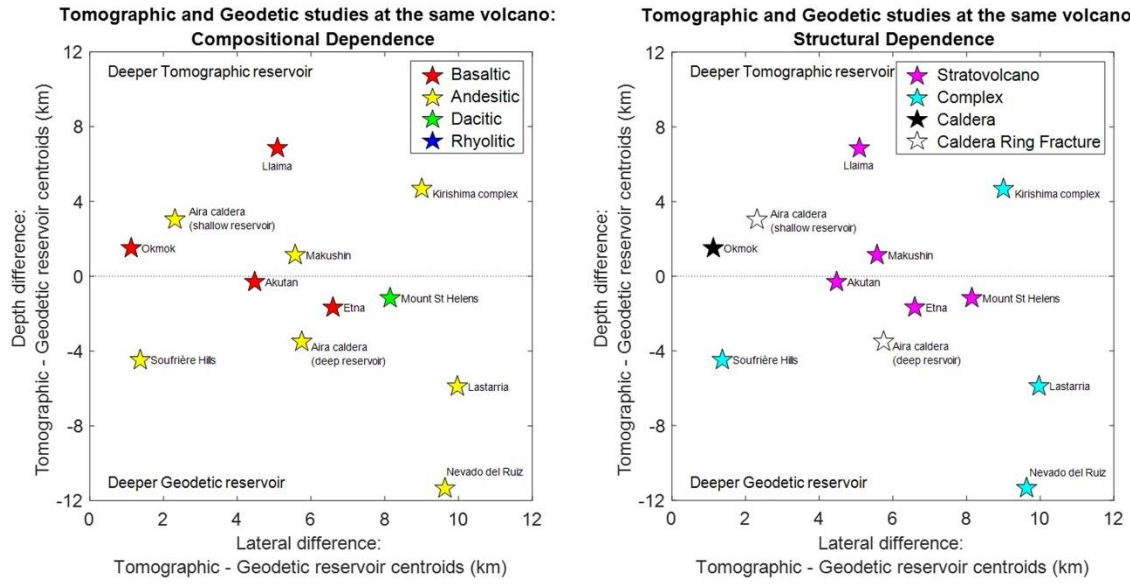 Tomographic and Geodetic studies at the same volcano:
Compositional Dependence
12
8
4
0
-4
-8
-12
Depth difference:
Tomographic - Geodetic reservoir centroids (km)
Deeper Tomographic reservoir
Basaltic
Andesitic
Dacitic
Rhyolitic
Llaima
Kirishima complex
Aira caldera
(shallow reservoir)
Okmok
Makushin
Akutan
Etna
Mount St Helens
Aira caldera
(deep reservoir)
Soufrière Hills
Lastarria
Nevado del Ruiz
Deeper Geodetic reservoir
0 2 4 6 8 10 12
Lateral difference:
Tomographic - Geodetic reservoir centroids (km)
Tomographic and Geodetic studies at the same volcano
Structural Dependence
12
8
4
0
-4
-8
-12
Depth difference:
Tomographic - Geodetic reservoir centroids (km)
Deeper Tomographic reservoir
Stratovolcano
Complex
Caldera
Caldera Ring Fracture
Llaima
Kirishima complex
Aira caldera
(shallow reservoir)
Okmok
Makushin
Akutan
Etna
Mount St Helens
Aira caldera
(deep resrvoir)
Soufrière Hills
Lastarria
Nevado del Ruiz
Deeper Geodetic reservoir
0 2 4 6 8 10 12
Lateral difference:
Tomographic - Geodetic reservoir centroids (km)